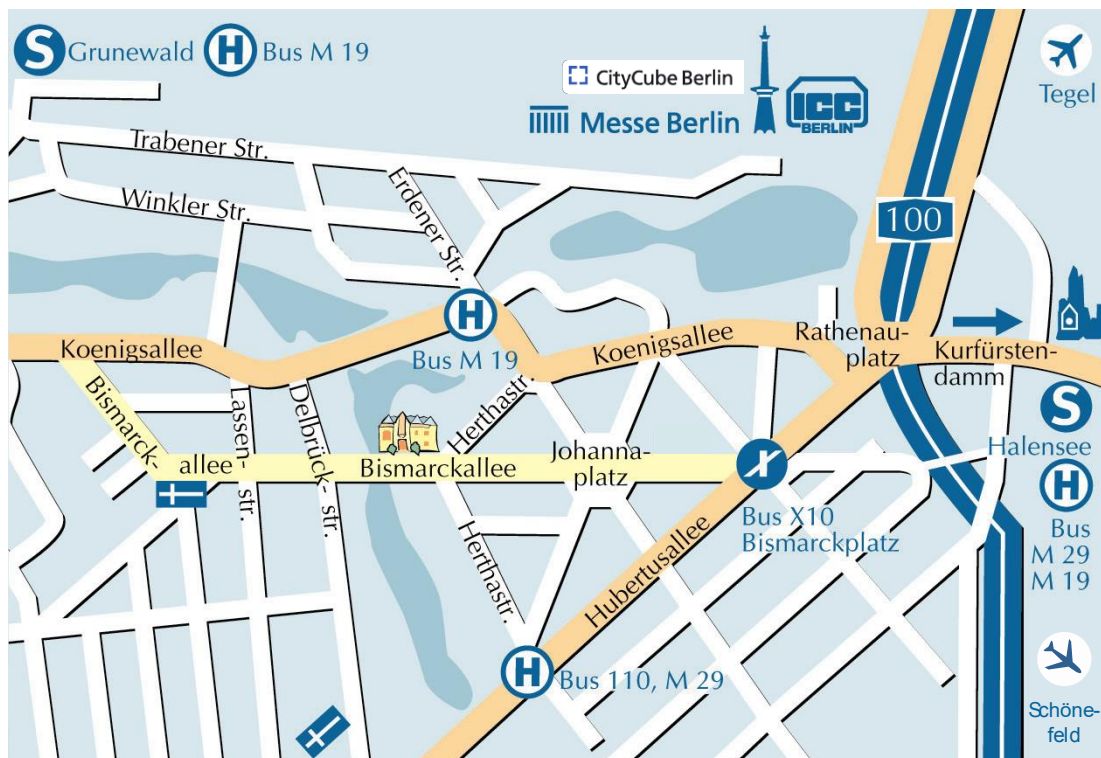 S Grunewald H Bus M 19
CityCube Berlin
Messe Berlin
ICC
BERLIN
Tegel
Trabener Str.
Winkler Str.
Erdener Str.
100
H
Bus M 19
Koenigsallee
Koenigsallee
Rathenau-
platz
Kurfürsten-
damm
Bismarck-
allee
Lassen-
str.
Delbrück-
str.
Herthastr.
Bismarckallee
Johanna-
platz
S
Halensee
H
Bus
M 29
M 19
X
Bus X10
Bismarckplatz
Herthastr.
Hubertusallee
H Bus 110, M 29
Schöne-
feld